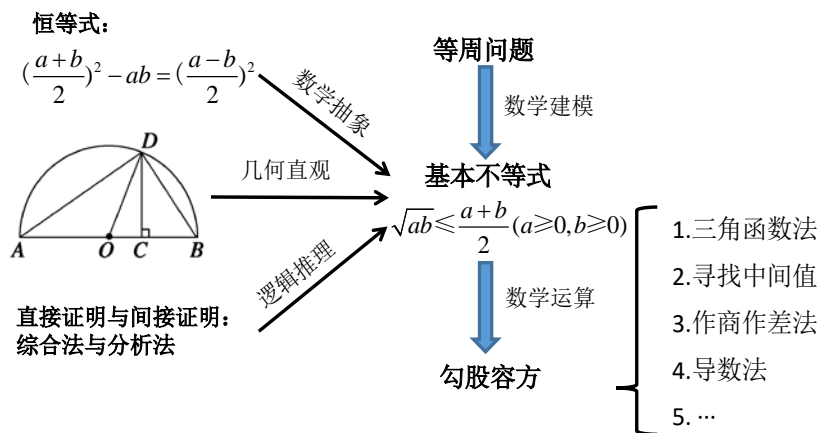 恒等式：
(\frac{a+b}{2})^2-ab=(\frac{a-b}{2})^2
数学抽象
D
A
O
C
B
几何直观
逻辑推理
直接证明与间接证明：
综合法与分析法
等周问题
数学建模
基本不等式
\sqrt{ab}≤\frac{a+b}{2}(a≥0,b≥0)
数学运算
勾股容方
1.三角函数法
2.寻找中间值
3.作商作差法
4.导数法
5. …